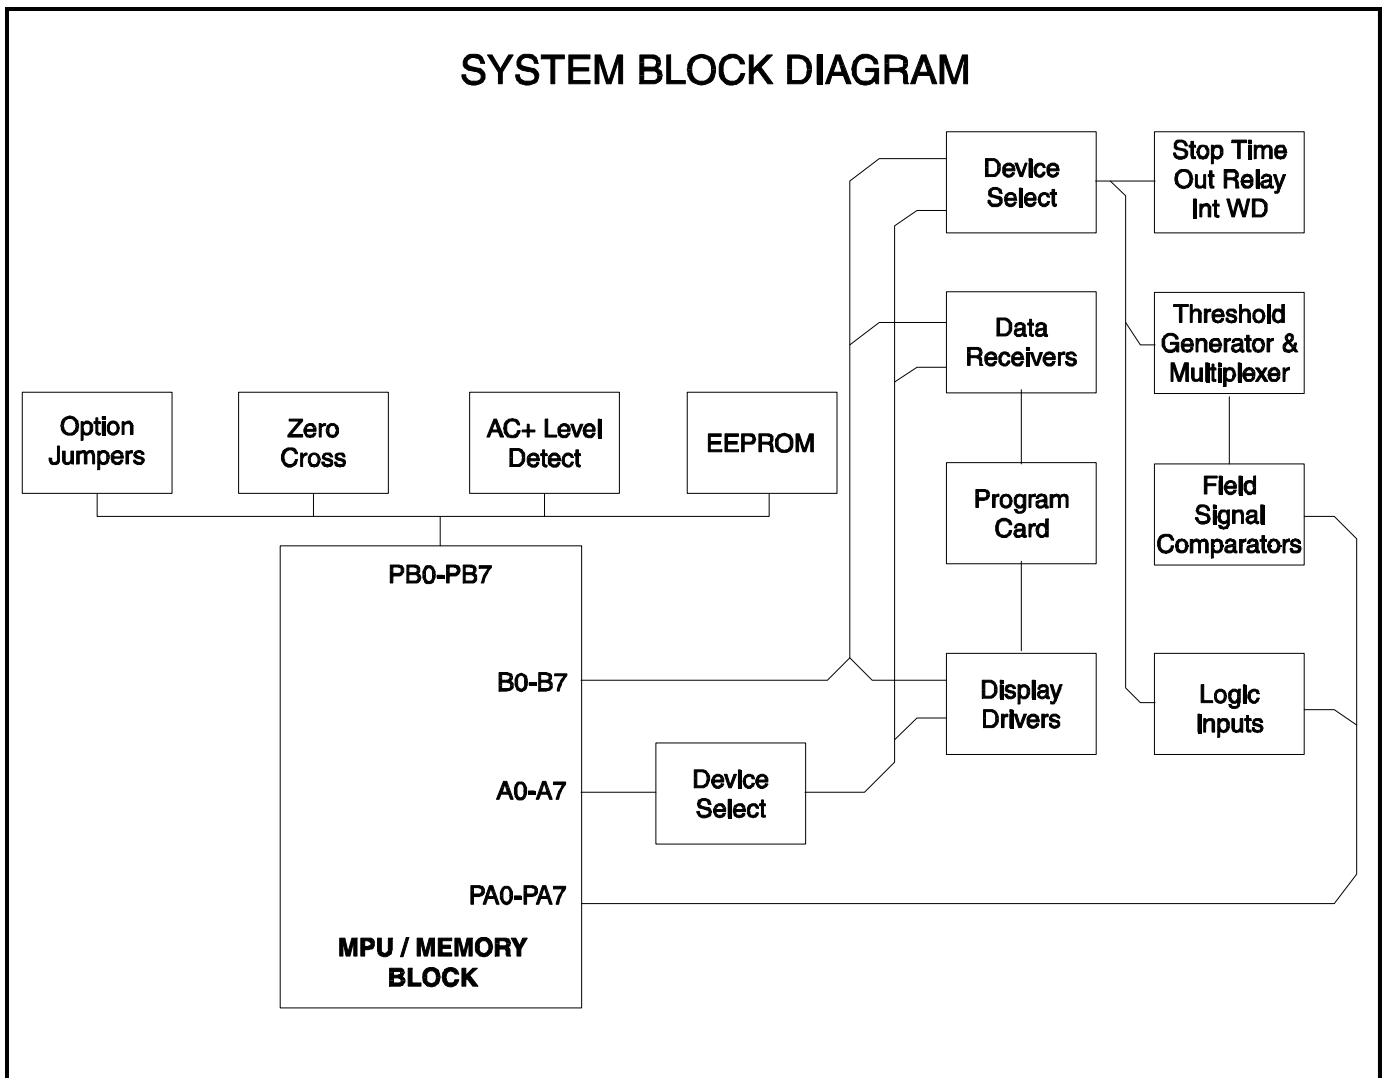 SYSTEM BLOCK DIAGRAM
Device
Select
Stop Time
Out Relay
Int WD
Data
Receivers
Threshold
Generator &
Multiplexer
Option
Jumpers
Zero
Cross
AC+ Level
Detect
EEPROM
Program
Card
Field
Signal
Comparators
PB0-PB7
B0-B7
Display
Drivers
Logic
Inputs
A0-A7
Device
Select
PA0-PA7
MPU / MEMORY
BLOCK